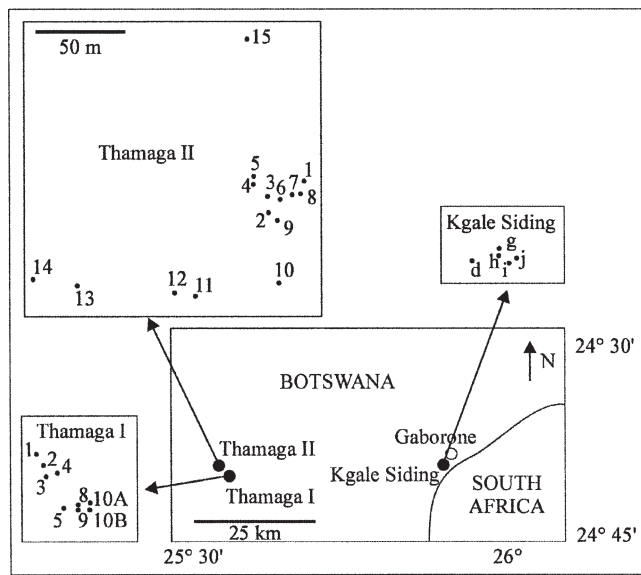 50 m
15
Thamaga II
5
4
3
6
7
1
8
2
9
14
13
12
11
10
Kgale Siding
g
d
h
i
j
24° 30'
N
BOTSWANA
Gaborone
Thamaga II
Kgale Siding
Thamaga I
SOUTH
AFRICA
25 km
24° 45'
25° 30'
26°
Thamaga I
1
2
4
3
8
10A
5
9
10B